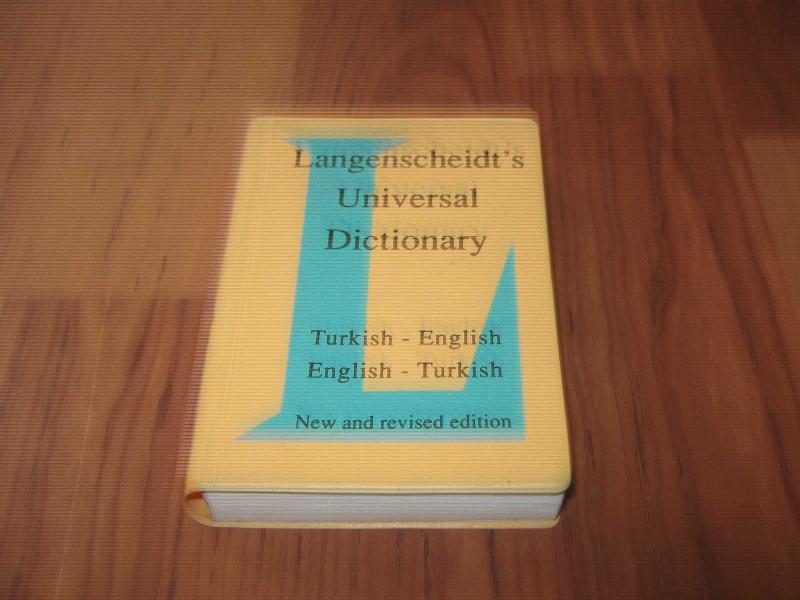 Langenscheidt's
Universal
Dictionary
Turkish - English
English - Turkish
New and revised edition